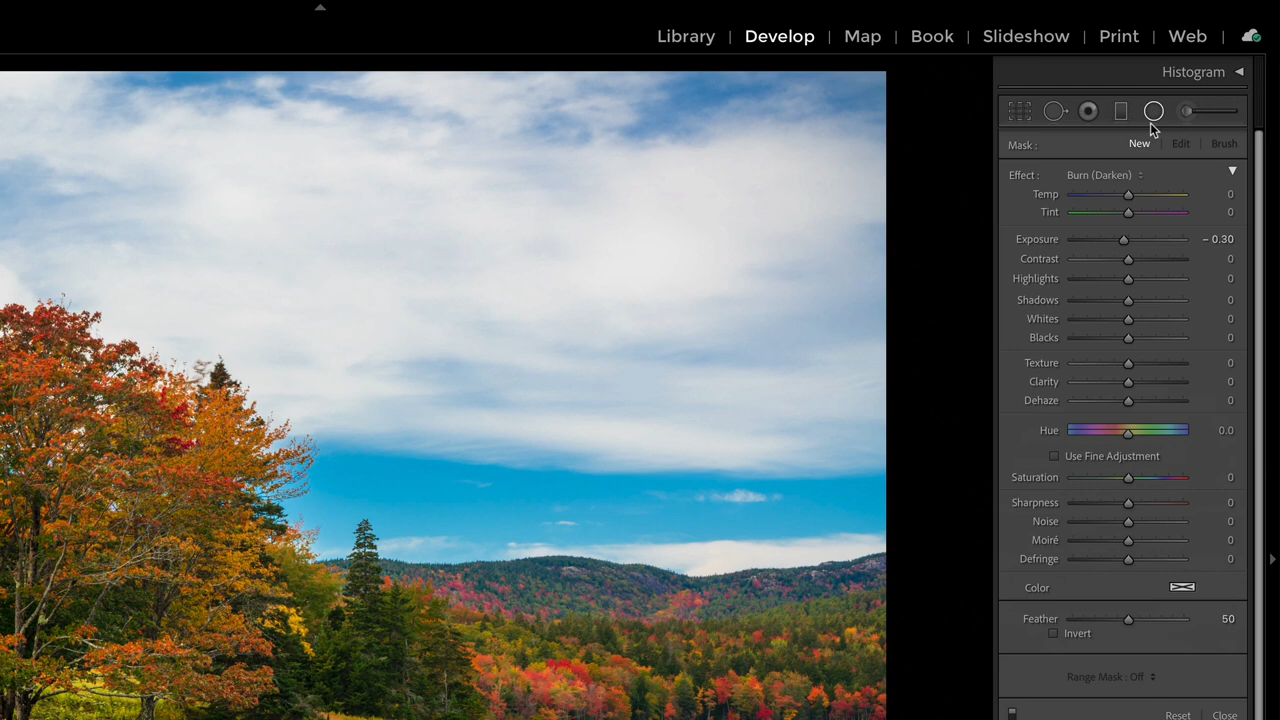 Library | Develop | Map | Book | Slideshow | Print | Web |
Histogram
Mask : New | Edit | Brush
Effect : Burn (Darken)
Temp 0
Tint 0
Exposure – 0.30
Contrast 0
Highlights 0
Shadows 0
Whites 0
Blacks 0
Texture 0
Clarity 0
Dehaze 0
Hue 0.0
Use Fine Adjustment
Saturation 0
Sharpness 0
Noise 0
Moiré 0
Defringe 0
Color
Feather 50
Invert
Range Mask : Off
Reset Close